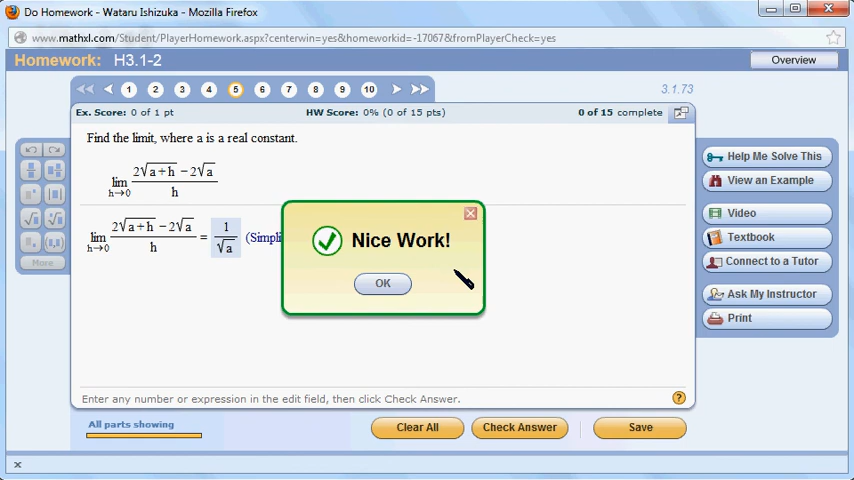 Do Homework - Wataru Ishizuka - Mozilla Firefox
www.mathxl.com/Student/PlayerHomework.aspx?centerwin=yes&homeworkid=-17067&fromPlayerCheck=yes
Homework: H3.1-2
Overview
1 2 3 4 5 6 7 8 9 10
3.1.73
Ex. Score: 0 of 1 pt HW Score: 0% (0 of 15 pts) 0 of 15 complete
Find the limit, where a is a real constant.
lim h→0 (2√(a+h) − 2√a)/h
lim h→0 (2√(a+h) − 2√a)/h = 1/√a (Simpli
Nice Work!
OK
More
Help Me Solve This
View an Example
Video
Textbook
Connect to a Tutor
Ask My Instructor
Print
Enter any number or expression in the edit field, then click Check Answer.
?
All parts showing
Clear All
Check Answer
Save
x